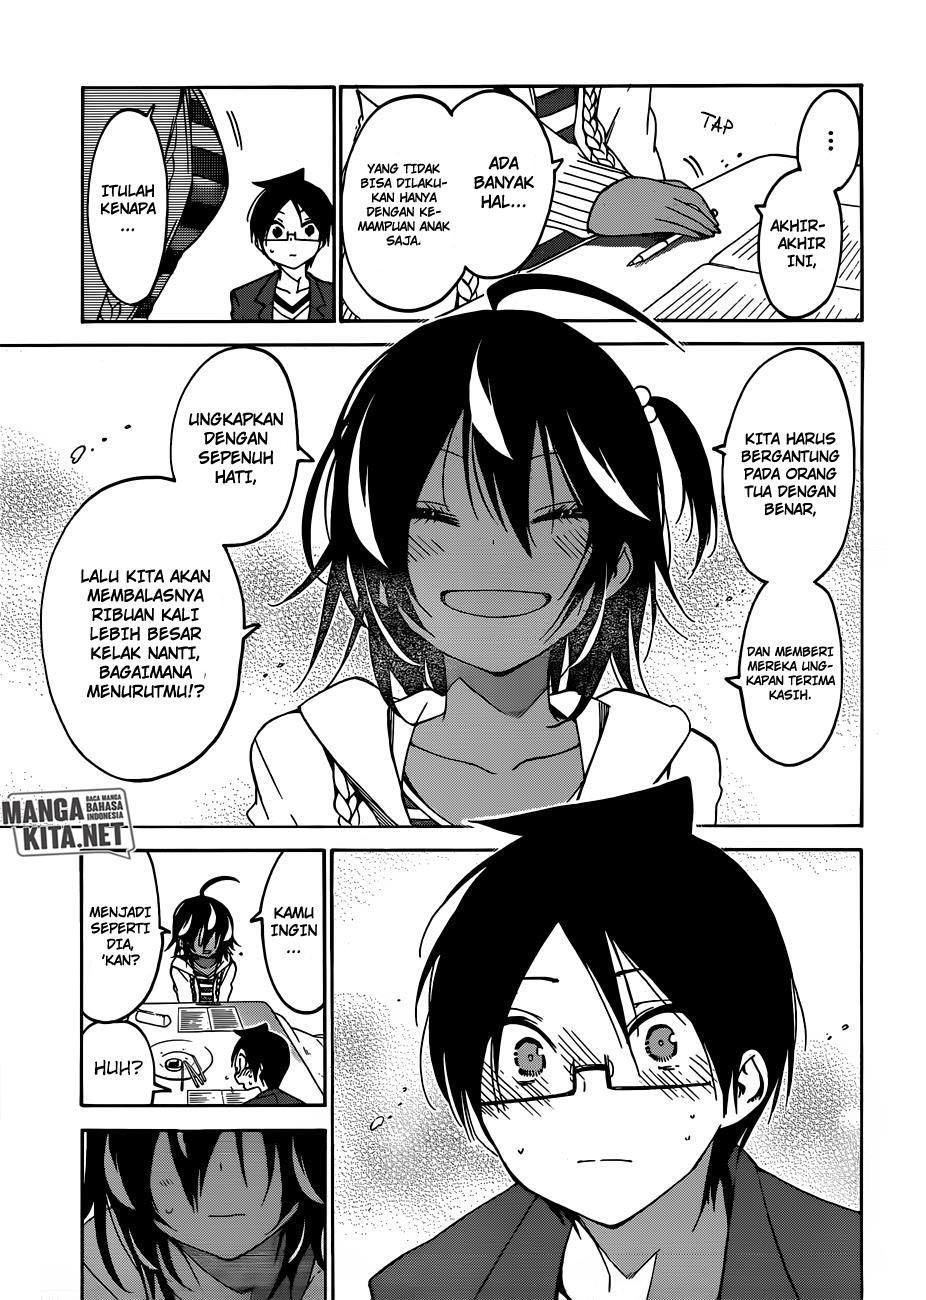 ...
AKHIR-
AKHIR
INI,
TAP
ADA
BANYAK
HAL...
YANG TIDAK
BISA DILAKU-
KAN HANYA
DENGAN KE-
MAMPUAN ANAK
SAJA.
ITULAH
KENAPA
...
KITA HARUS
BERGANTUNG
PADA ORANG
TUA DENGAN
BENAR,
DAN MEMBERI
MEREKA UNG-
KAPAN TERIMA
KASIH.
UNGKAPKAN
DENGAN
SEPENUH
HATI,
LALU KITA AKAN
MEMBALASNYA
RIBUAN KALI
LEBIH BESAR
KELAK NANTI,
BAGAIMANA
MENURUTMU!?
MANGA
KITA.NET
BACA MANGA
BAHASA
INDONESIA
KAMU
INGIN
...
MENJADI
SEPERTI
DIA,
'KAN?
HUH?